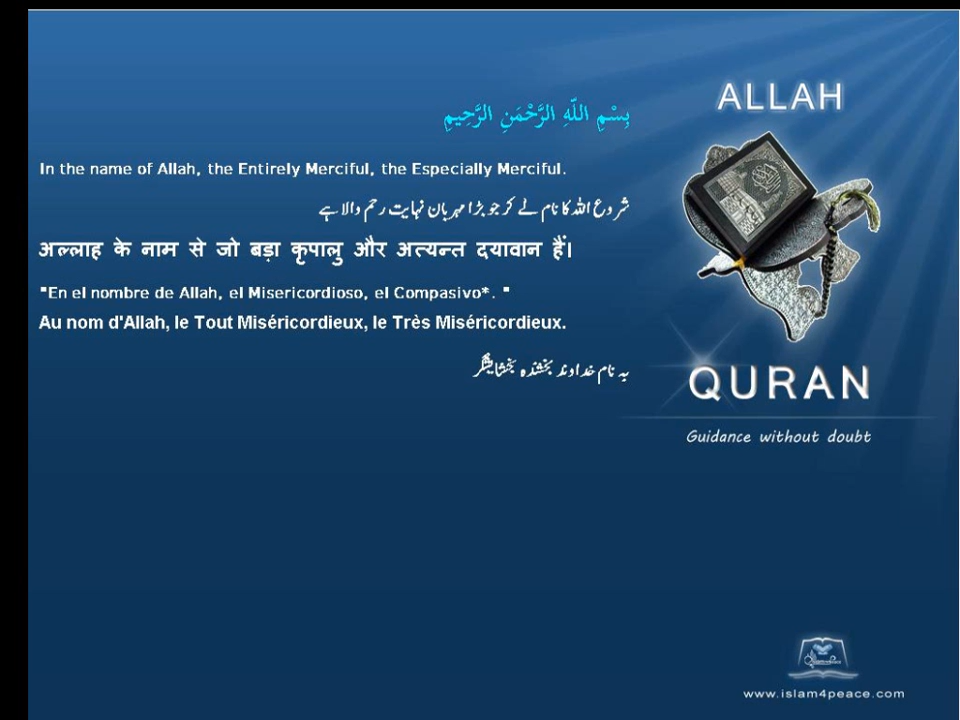 بِسْمِ اللّهِ الرَّحْمَنِ الرَّحِيمِ
In the name of Allah, the Entirely Merciful, the Especially Merciful.
شروع اللہ کا نام لے کر جو بڑا مہربان نہایت رحم والا ہے
अल्लाह के नाम से जो बड़ा कृपालु और अत्यन्त दयावान हैं।
"En el nombre de Allah, el Misericordioso, el Compasivo*. "
Au nom d'Allah, le Tout Miséricordieux, le Très Miséricordieux.
به نام خداوند بخشنده بخشایشگر
ALLAH
QURAN
Guidance without doubt
www.islam4peace.com